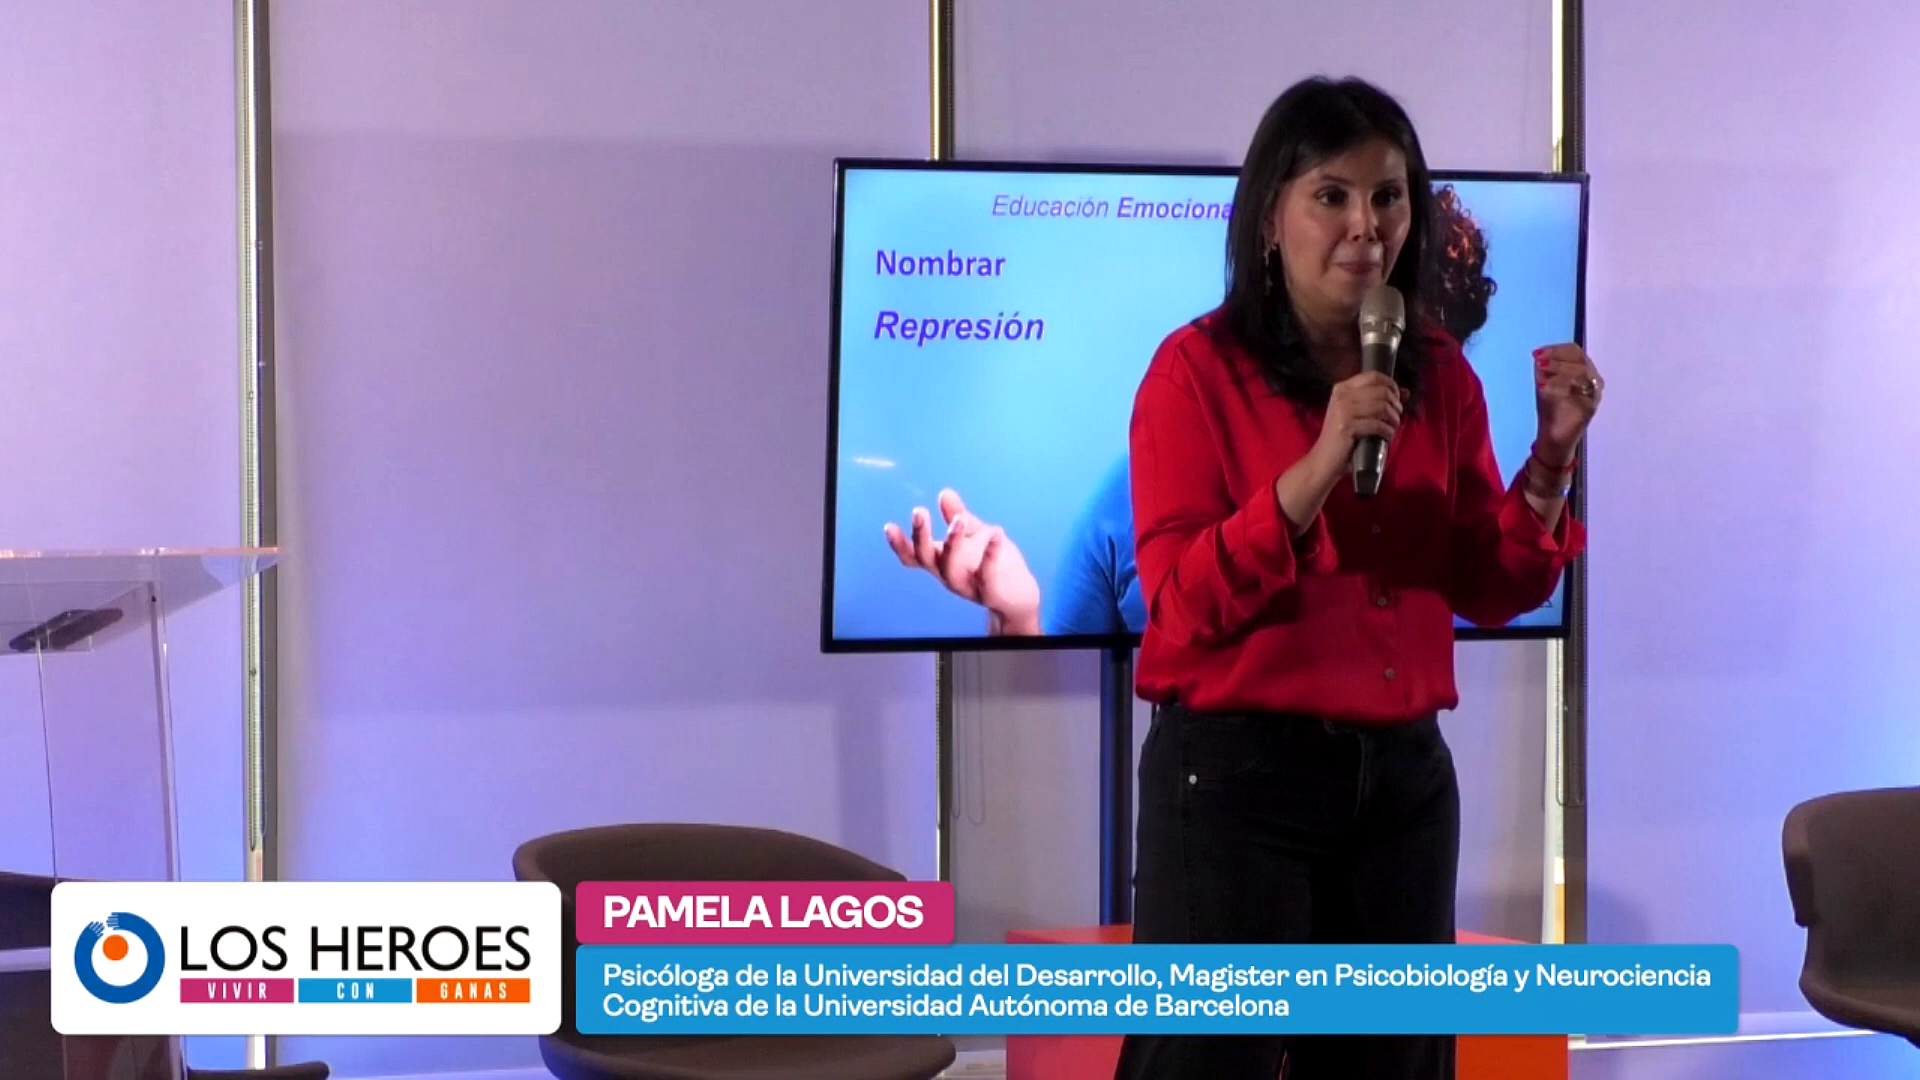 Educación Emociona
Nombrar
Represión
LOS HEROES
VIVIR CON GANAS
PAMELA LAGOS
Psicóloga de la Universidad del Desarrollo, Magister en Psicobiología y Neurociencia
Cognitiva de la Universidad Autónoma de Barcelona